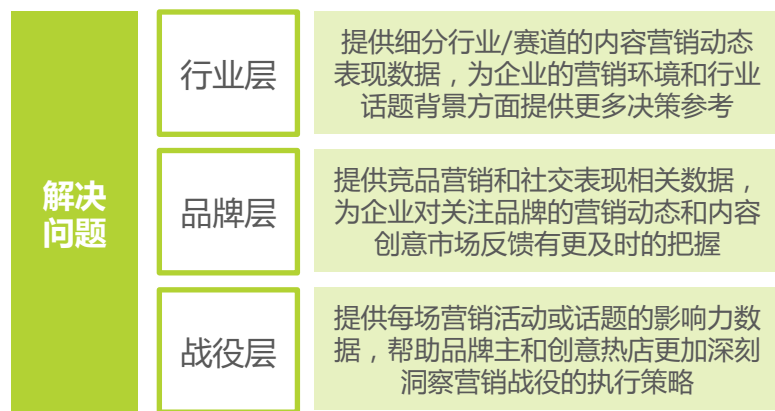 解决
问题
行业层
提供细分行业/赛道的内容营销动态
表现数据，为企业的营销环境和行业
话题背景方面提供更多决策参考
品牌层
提供竞品营销和社交表现相关数据，
为企业对关注品牌的营销动态和内容
创意市场反馈有更及时的把握
战役层
提供每场营销活动或话题的影响力数
据，帮助品牌主和创意热店更加深刻
洞察营销战役的执行策略